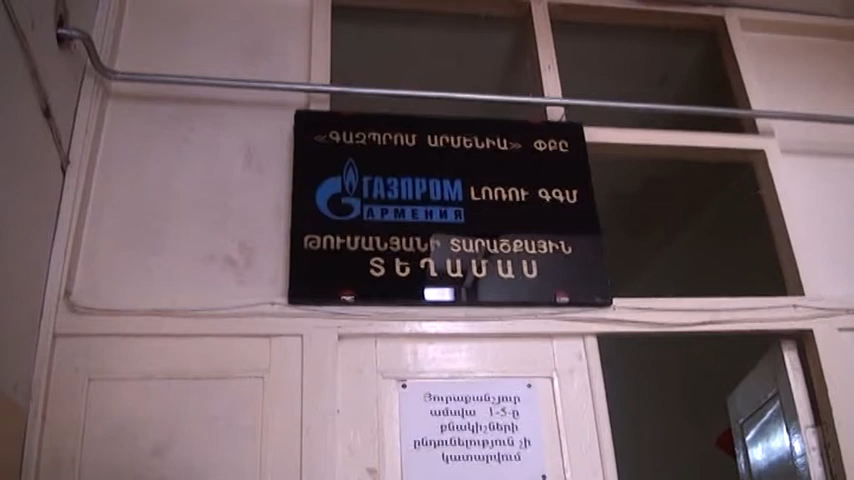 «ԳԱԶՊՐՈՄ ԱՐՄԵՆԻԱ» ՓԲԸ
ГАЗПРОМ ԼՈՌՈՒ ԳԳՄ
АРМЕНИЯ
ԹՈՒՄԱՆՅԱՆԻ ՏԱՐԱԾՔԱՅԻՆ
ՏԵՂԱՄԱՍ
Յուրաքանչյուր
ամսվա 1-5-ը
բնակիչների
ընդունելություն չի
կատարվում